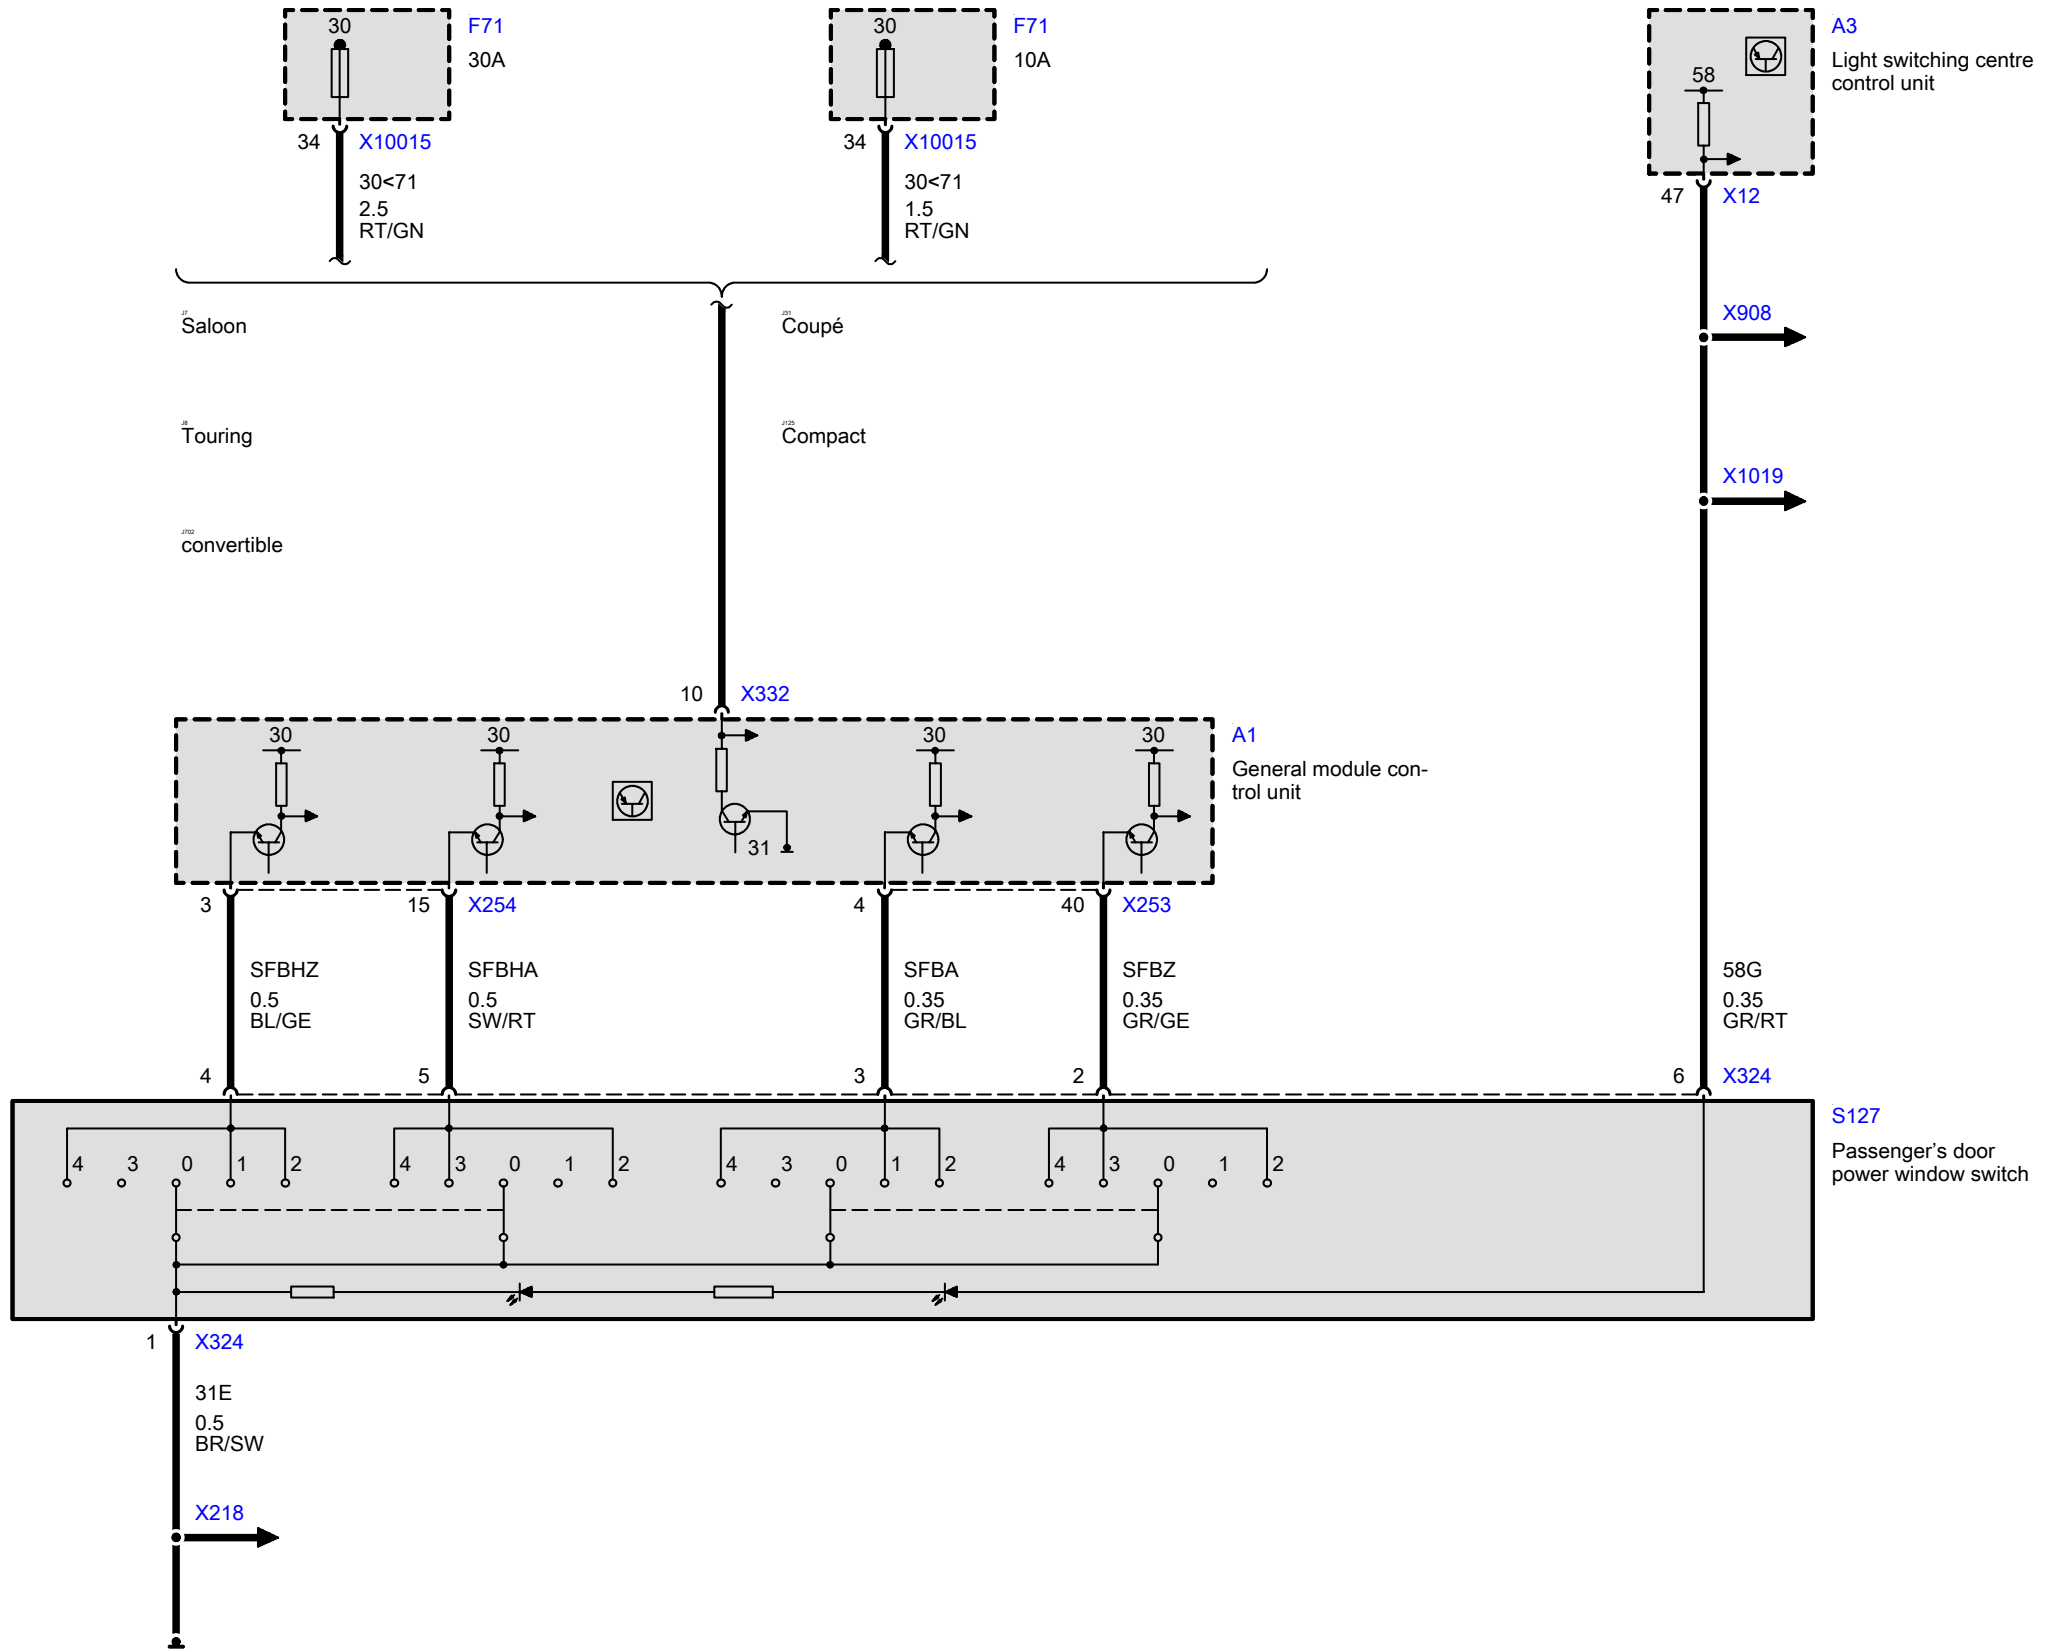 30
F71
30A
34
X10015
30<71
2.5
RT/GN
30
F71
10A
34
X10015
30<71
1.5
RT/GN
A3
Light switching centre
control unit
58
47
X12
J7
Saloon
J31
Coupé
X908
J8
Touring
J125
Compact
X1019
J702
convertible
10
X332
30
30
30
30
31
A1
General module con-
trol unit
3
15
X254
4
40
X253
SFBHZ
0.5
BL/GE
SFBHA
0.5
SW/RT
SFBA
0.35
GR/BL
SFBZ
0.35
GR/GE
58G
0.35
GR/RT
4
5
3
2
6
X324
S127
Passenger's door
power window switch
4 3 0 1 2
4 3 0 1 2
4 3 0 1 2
4 3 0 1 2
1
X324
31E
0.5
BR/SW
X218